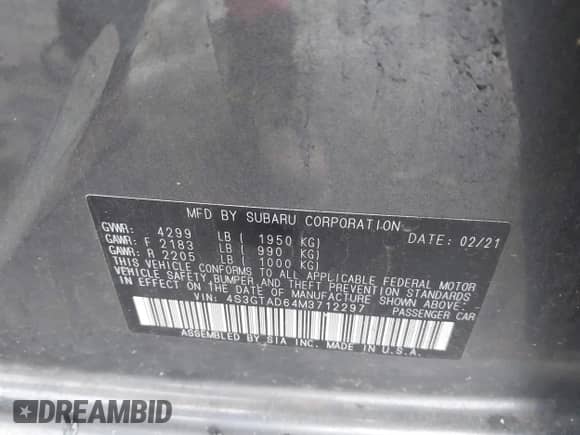 MFD BY SUBARU CORPORATION
GVWR: 4299 LB ( 1950 KG) DATE: 02/21
GAWR: F 2183 LB ( 990 KG)
GAWR: R 2205 LB ( 1000 KG)
THIS VEHICLE CONFORMS TO ALL APPLICABLE FEDERAL MOTOR
VEHICLE SAFETY, BUMPER, AND THEFT PREVENTION STANDARDS
IN EFFECT ON THE DATE OF MANUFACTURE SHOWN ABOVE.
VIN: 4S3GTAD64M3712297 PASSENGER CAR
ASSEMBLED BY SIA INC. MADE IN U.S.A.
DREAMBID